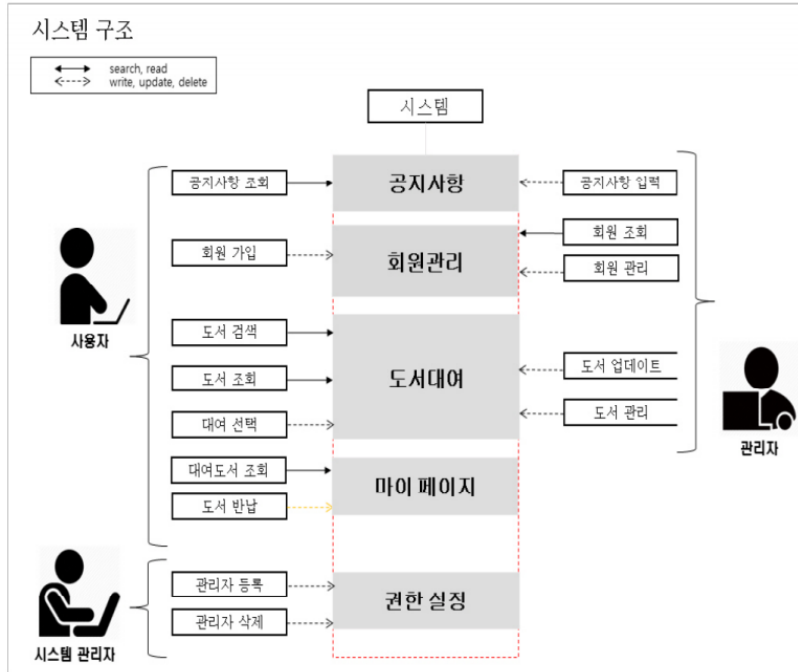 시스템 구조
search, read
write, update, delete
시스템
공지사항 조회
공지사항
공지사항 입력
회원 가입
회원관리
회원 조회
회원 관리
사용자
도서 검색
도서 조회
대여 선택
도서대여
도서 업데이트
도서 관리
관리자
대여도서 조회
도서 반납
마이 페이지
관리자 등록
관리자 삭제
권한 실징
시스템 관리자